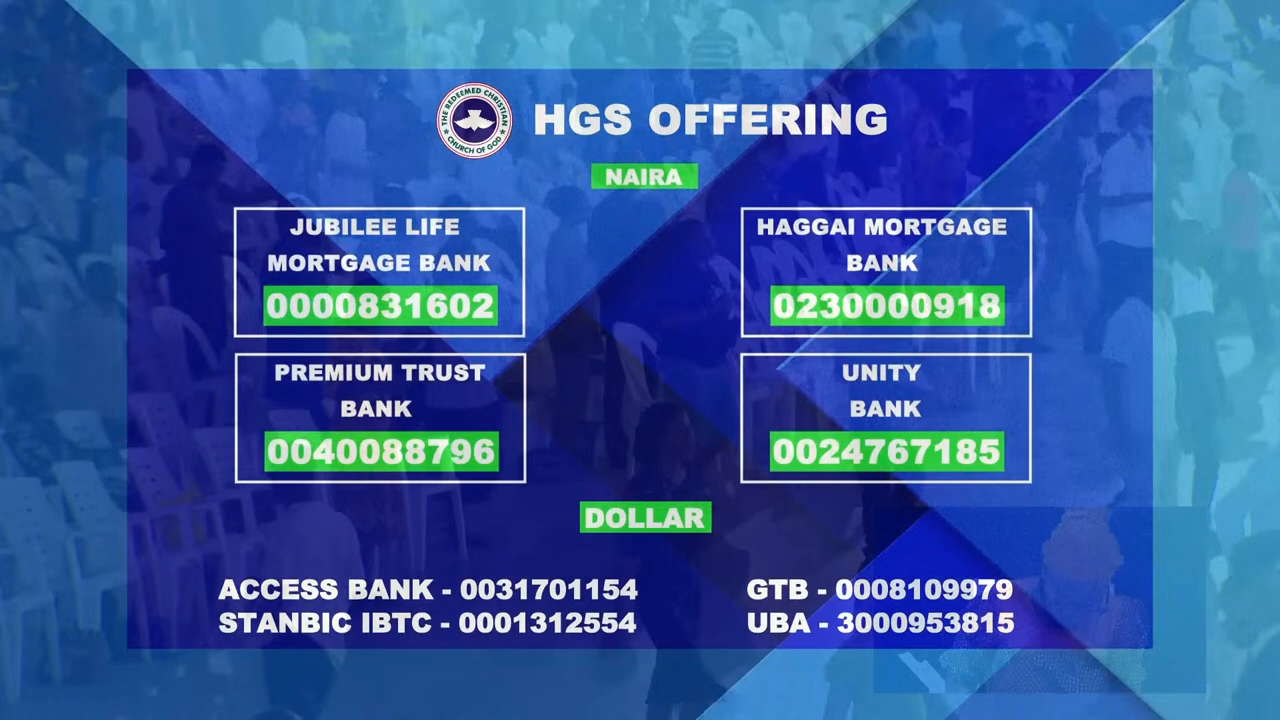 THE REDEEMED CHRISTIAN
CHURCH OF GOD
HGS OFFERING
NAIRA
JUBILEE LIFE
MORTGAGE BANK
0000831602
HAGGAI MORTGAGE
BANK
0230000918
PREMIUM TRUST
BANK
0040088796
UNITY
BANK
0024767185
DOLLAR
ACCESS BANK - 0031701154
STANBIC IBTC - 0001312554
GTB - 0008109979
UBA - 3000953815